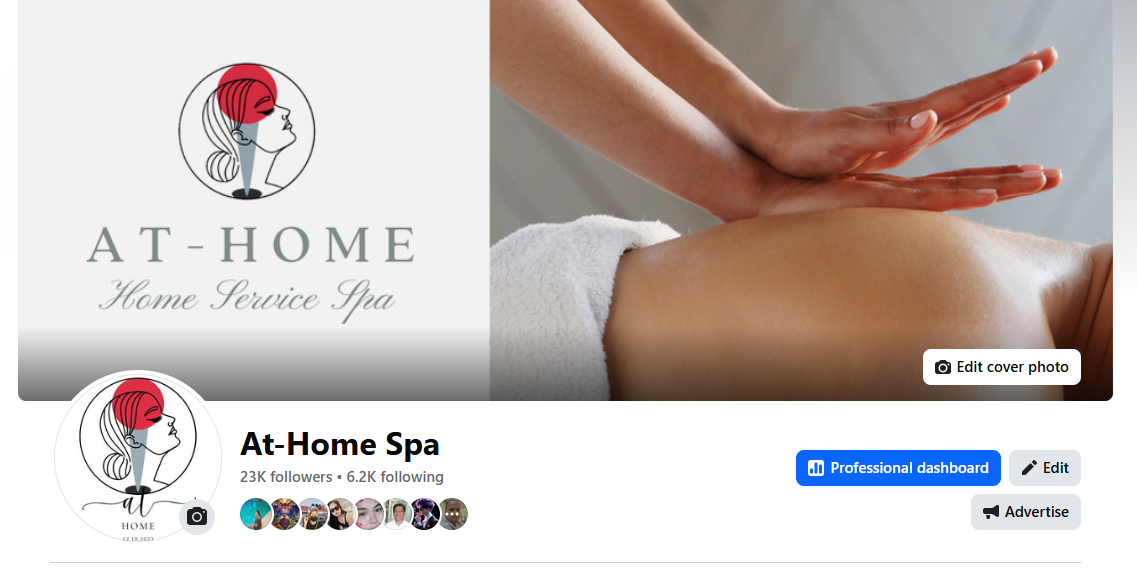 AT-HOME
Home Service Spa
Edit cover photo
at
HOME
12.10.2023
At-Home Spa
23K followers • 6.2K following
Professional dashboard
Edit
Advertise